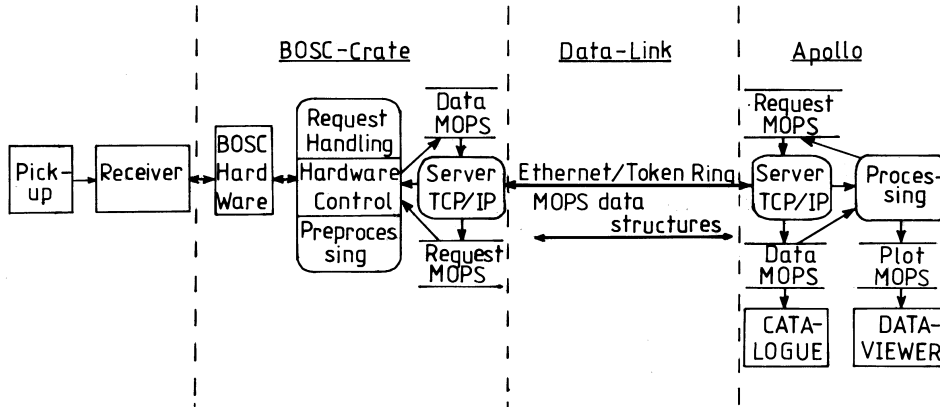 BOSC-Crate
Data-Link
Apollo
Pick-
up
Receiver
BOSC
Hard
Ware
Request
Handling
Hardware
Control
Preproces
sing
Data
MOPS
Server
TCP/IP
Request
MOPS
Ethernet/Token Ring
MOPS data
structures
Request
MOPS
Server
TCP/IP
Proces-
sing
Data
MOPS
Plot
MOPS
CATA-
LOGUE
DATA-
VIEWER